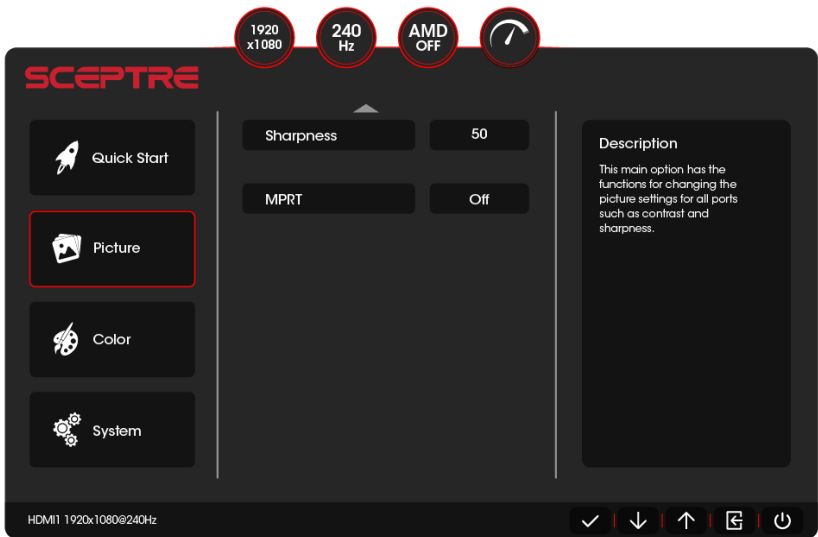 1920
x1080
240
Hz
AMD
OFF
SCEPTRE
Quick Start
Picture
Color
System
Sharpness 50
MPRT Off
Description
This main option has the
functions for changing the
picture settings for all ports
such as contrast and
sharpness.
HDMI1 1920x1080@240Hz